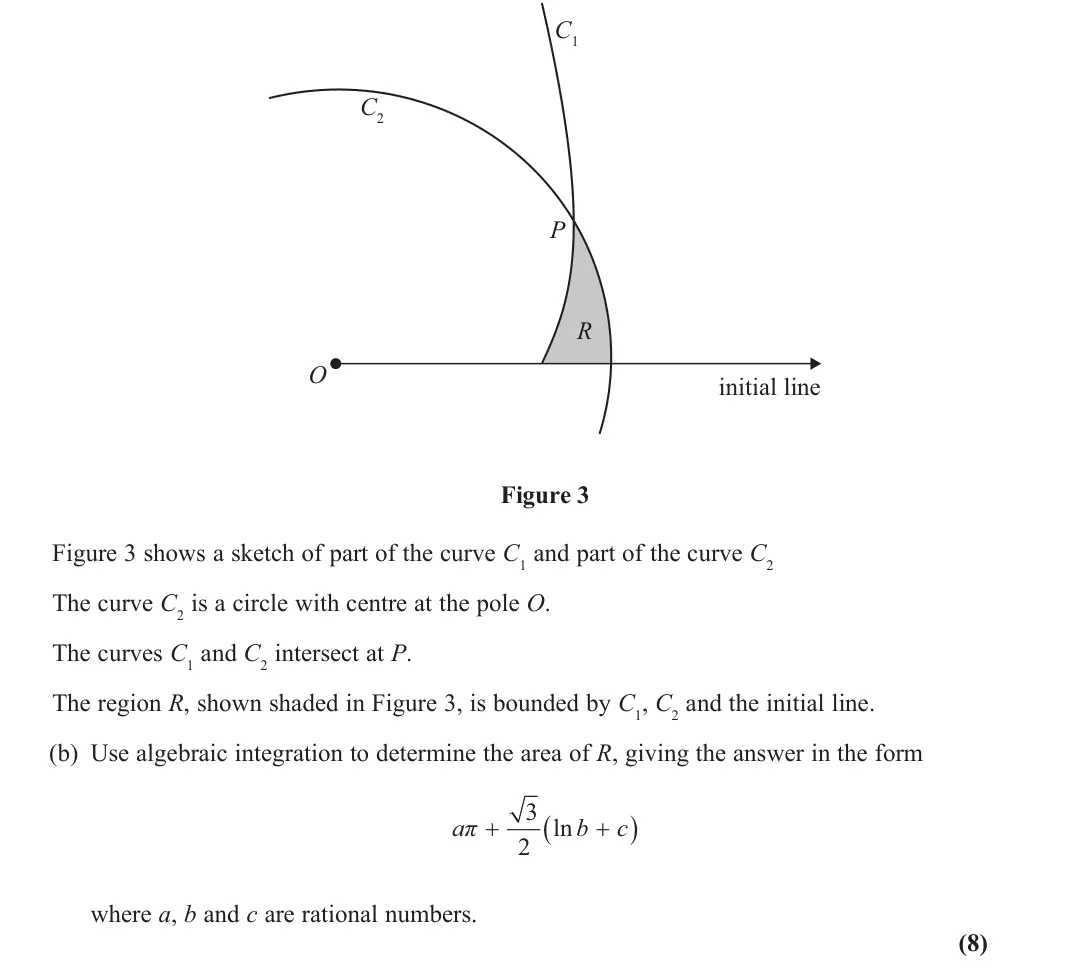 C₁
C₂
P
R
O
initial line
Figure 3
Figure 3 shows a sketch of part of the curve C₁ and part of the curve C₂
The curve C₂ is a circle with centre at the pole O.
The curves C₁ and C₂ intersect at P.
The region R, shown shaded in Figure 3, is bounded by C₁, C₂ and the initial line.
(b) Use algebraic integration to determine the area of R, giving the answer in the form
aπ + √3/2 (ln b + c)
where a, b and c are rational numbers.
(8)